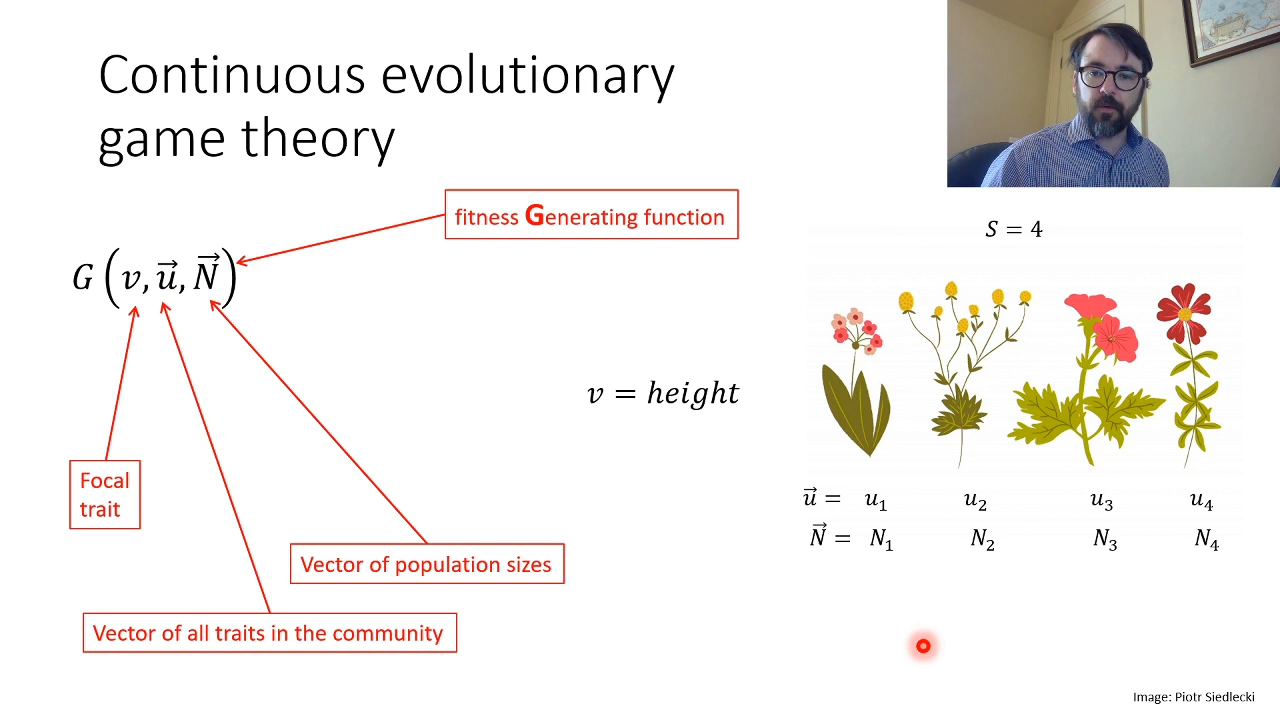 Continuous evolutionary
game theory
fitness Generating function
G (v, u⃗, N⃗)
S = 4
v = height
Focal
trait
Vector of population sizes
Vector of all traits in the community
u⃗ = u₁ u₂ u₃ u₄
N⃗ = N₁ N₂ N₃ N₄
Image: Piotr Siedlecki